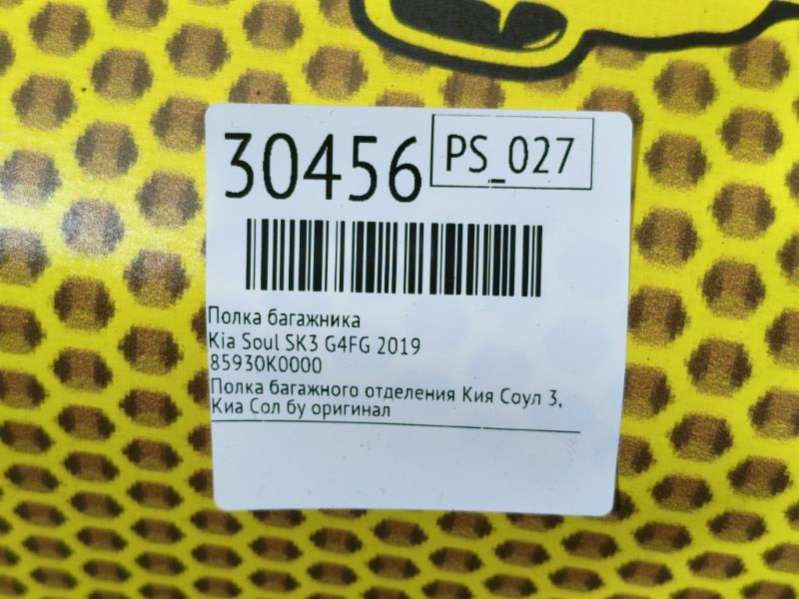 30456 PS_027
Полка багажника
Kia Soul SK3 G4FG 2019
85930K0000
Полка багажного отделения Кия Соул 3,
Киа Сол бу оригинал